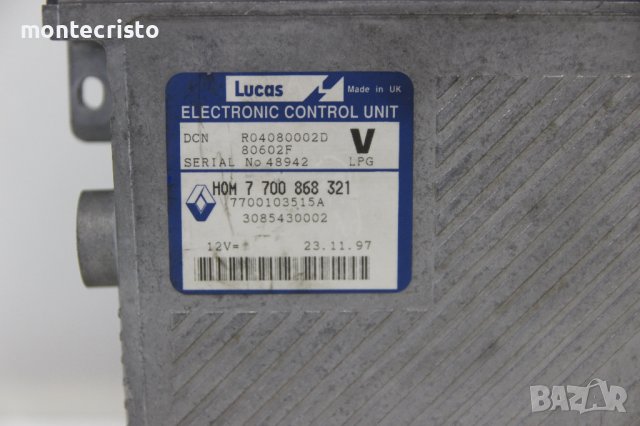 montecristo
Lucas Made in UK
ELECTRONIC CONTROL UNIT
DCN R04080002D V
80602F
SERIAL No 48942 LPG
HOM 7 700 868 321
7700103515A
3085430002
12V= 23.11.97
BAZAR